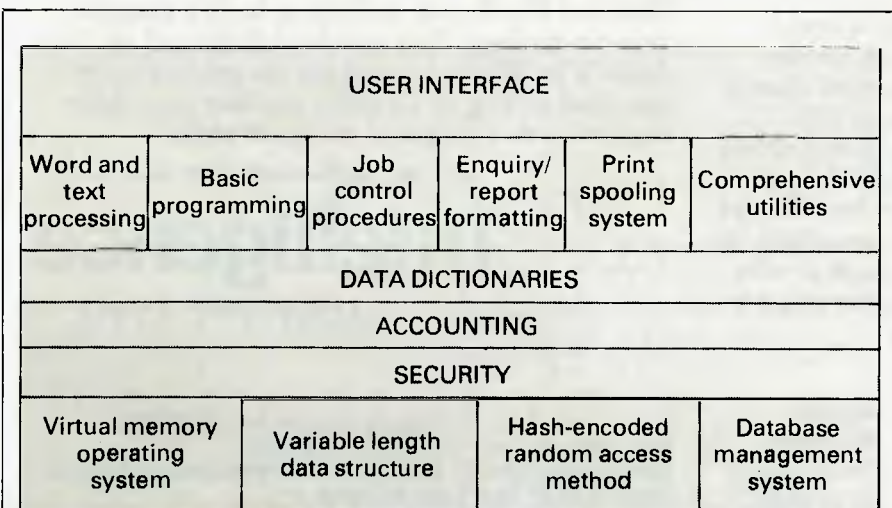 USER INTERFACE
Word and
text
processing
Basic
programming
Job
control
procedures
Enquiry/
report
formatting
Print
spooling
system
Comprehensive
utilities
DATA DICTIONARIES
ACCOUNTING
SECURITY
Virtual memory
operating
system
Variable length
data structure
Hash-encoded
random access
method
Database
management
system